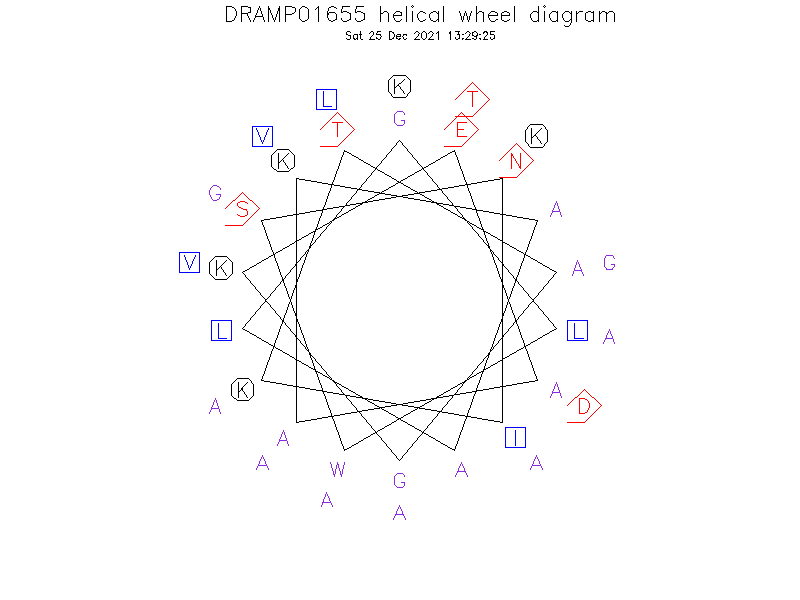 DRAMP01655 helical wheel diagram
Sat 25 Dec 2021 13:29:25
K
L T
G
V T E K
K N
G S A
V K A G
L L A
A K A D
A I
A W A A
G
A A